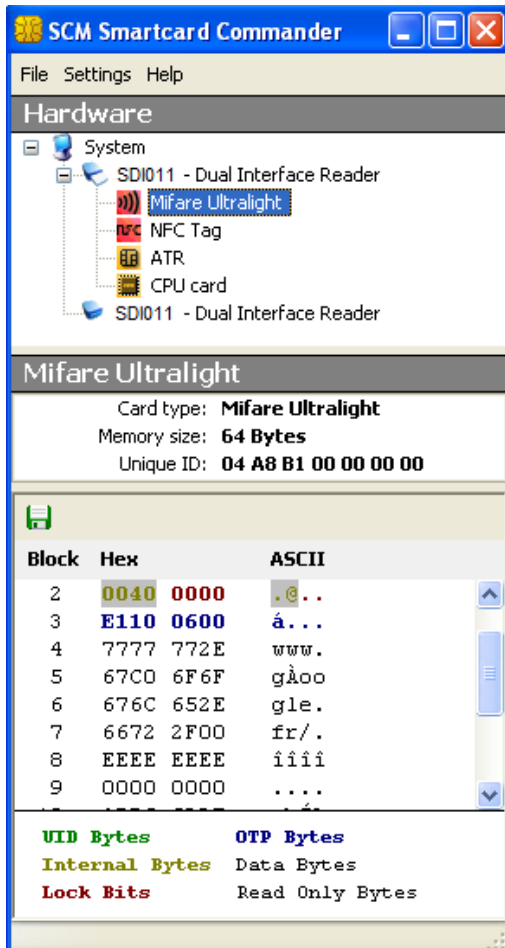 SCM Smartcard Commander
File Settings Help
Hardware
System
SDI011 - Dual Interface Reader
Mifare Ultralight
NFC Tag
ATR
CPU card
SDI011 - Dual Interface Reader
Mifare Ultralight
Card type: Mifare Ultralight
Memory size: 64 Bytes
Unique ID: 04 A8 B1 00 00 00 00
Block Hex ASCII
2 0040 0000 .@..
3 E110 0600 á...
4 7777 772E www.
5 67C0 6F6F gÀoo
6 676C 652E gle.
7 6672 2F00 fr/.
8 EEEE EEEE îîîî
9 0000 0000 ....
UID Bytes OTP Bytes
Internal Bytes Data Bytes
Lock Bits Read Only Bytes